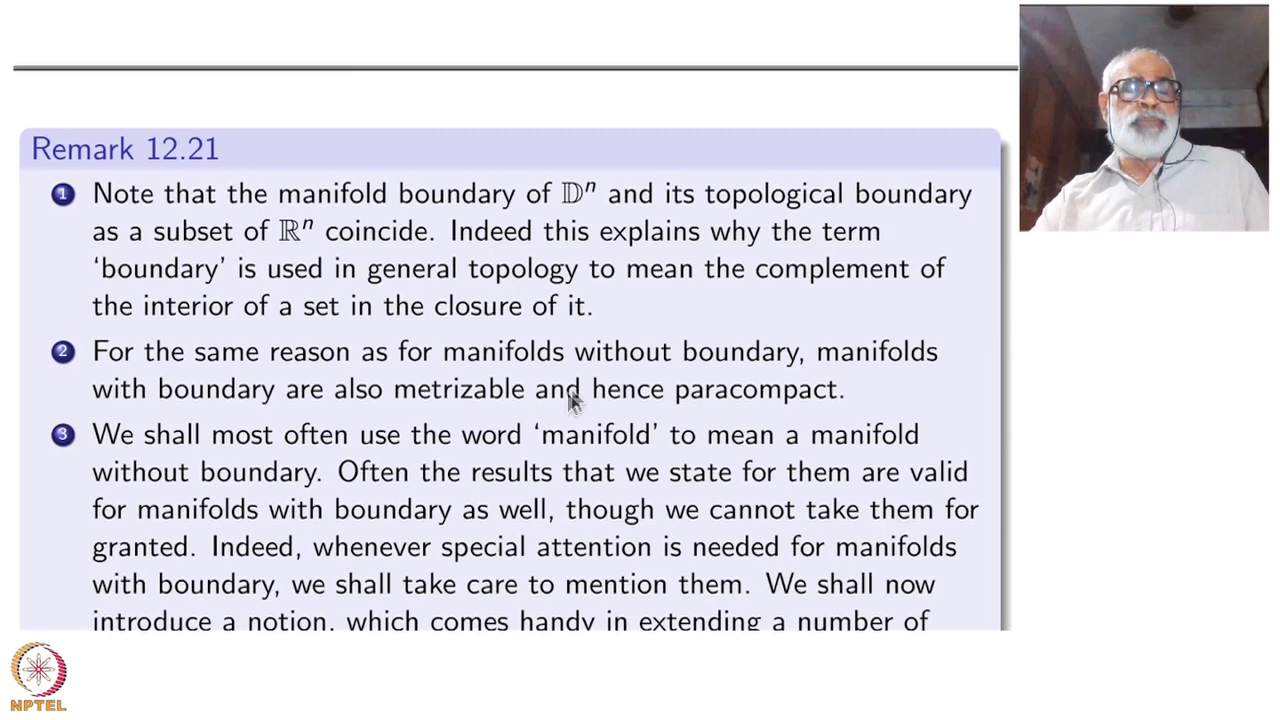 Remark 12.21
1 Note that the manifold boundary of 𝔻ⁿ and its topological boundary
as a subset of ℝⁿ coincide. Indeed this explains why the term
‘boundary’ is used in general topology to mean the complement of
the interior of a set in the closure of it.
2 For the same reason as for manifolds without boundary, manifolds
with boundary are also metrizable and hence paracompact.
3 We shall most often use the word ‘manifold’ to mean a manifold
without boundary. Often the results that we state for them are valid
for manifolds with boundary as well, though we cannot take them for
granted. Indeed, whenever special attention is needed for manifolds
with boundary, we shall take care to mention them. We shall now
introduce a notion, which comes handy in extending a number of
NPTEL